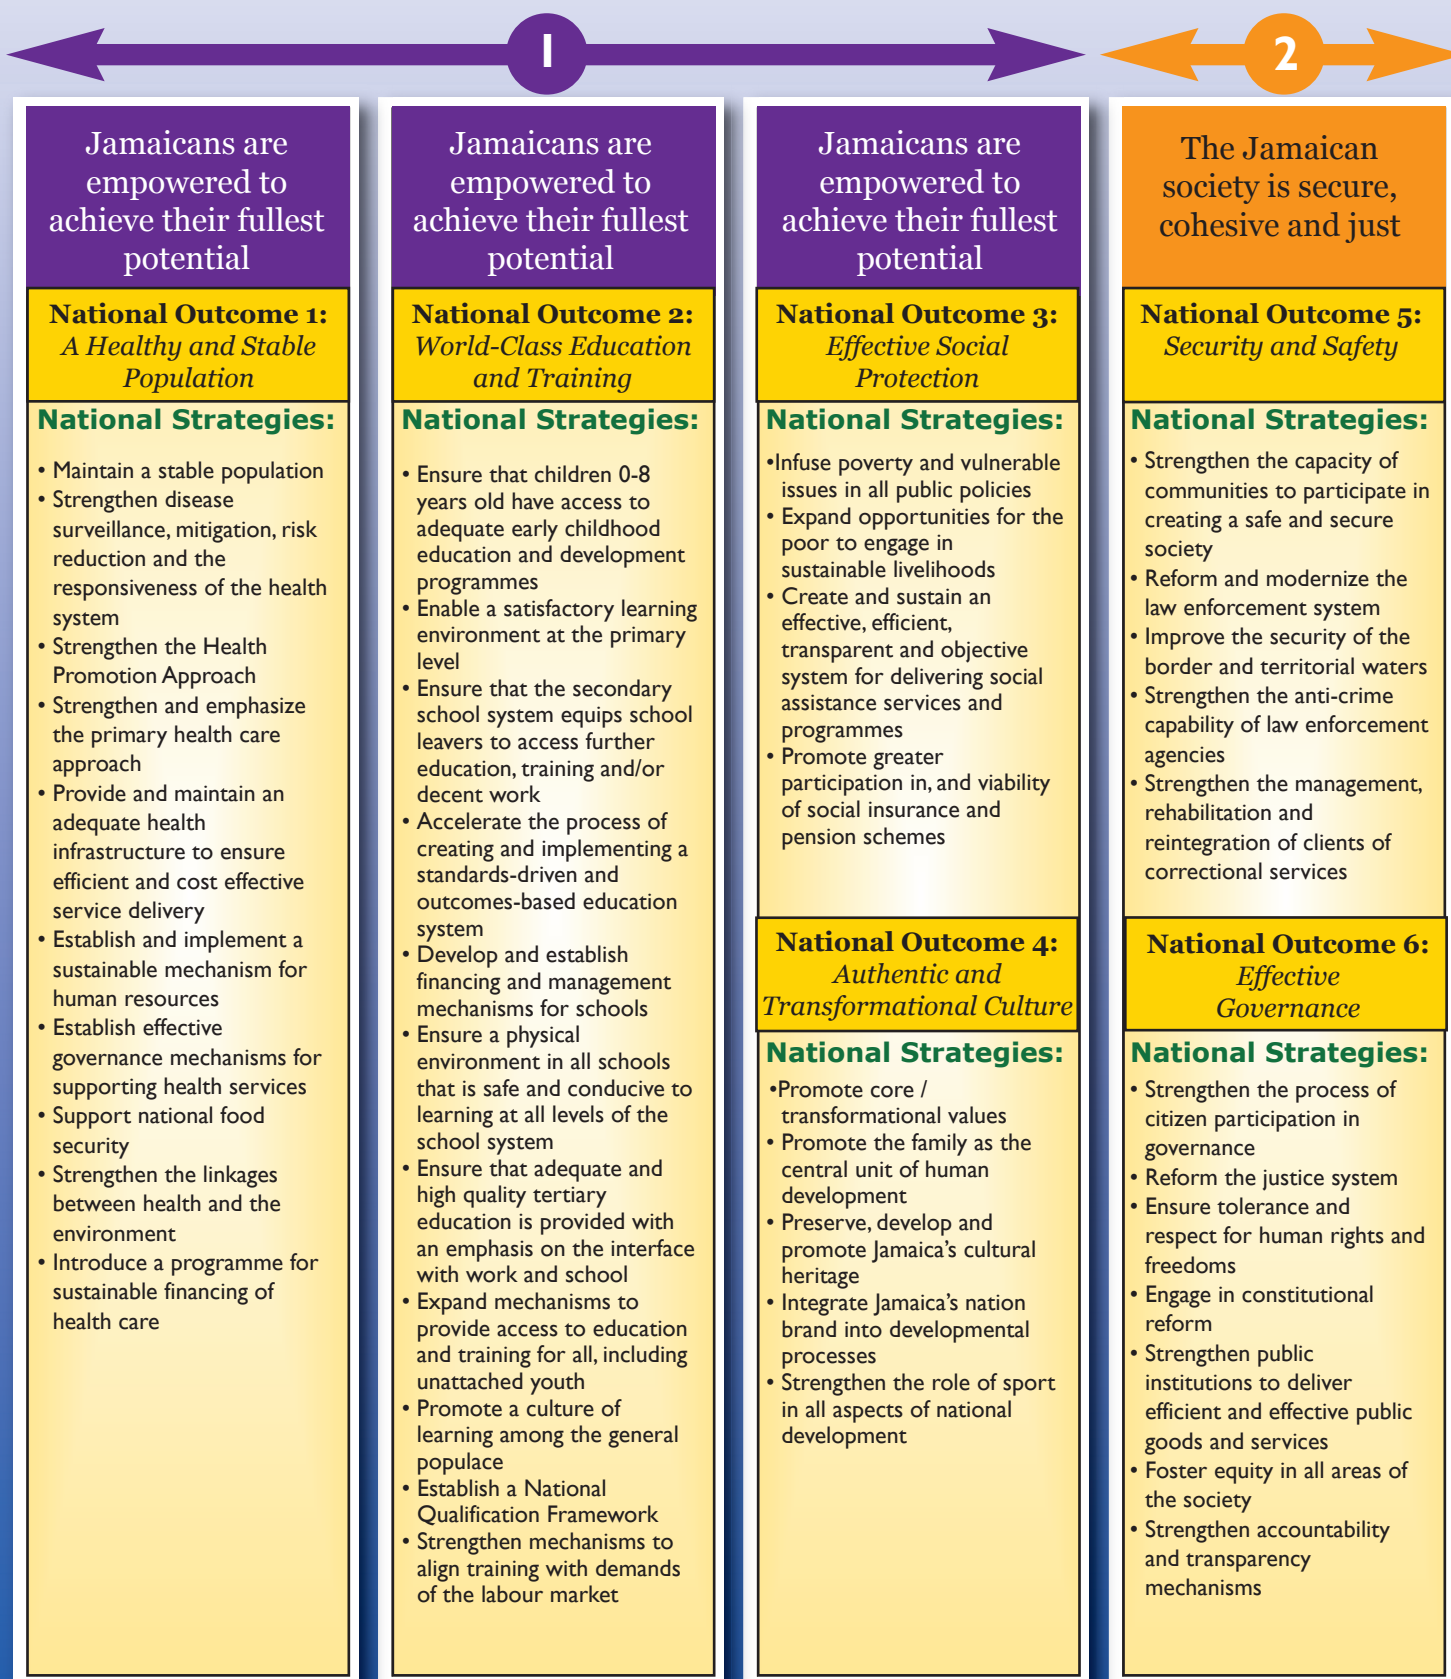 1
2
Jamaicans are
empowered to
achieve their fullest
potential
National Outcome 1:
A Healthy and Stable
Population
National Strategies:
• Maintain a stable population
• Strengthen disease
surveillance, mitigation, risk
reduction and the
responsiveness of the health
system
• Strengthen the Health
Promotion Approach
• Strengthen and emphasize
the primary health care
approach
• Provide and maintain an
adequate health
infrastructure to ensure
efficient and cost effective
service delivery
• Establish and implement a
sustainable mechanism for
human resources
• Establish effective
governance mechanisms for
supporting health services
• Support national food
security
• Strengthen the linkages
between health and the
environment
• Introduce a programme for
sustainable financing of
health care
Jamaicans are
empowered to
achieve their fullest
potential
National Outcome 2:
World-Class Education
and Training
National Strategies:
• Ensure that children 0-8
years old have access to
adequate early childhood
education and development
programmes
• Enable a satisfactory learning
environment at the primary
level
• Ensure that the secondary
school system equips school
leavers to access further
education, training and/or
decent work
• Accelerate the process of
creating and implementing a
standards-driven and
outcomes-based education
system
• Develop and establish
financing and management
mechanisms for schools
• Ensure a physical
environment in all schools
that is safe and conducive to
learning at all levels of the
school system
• Ensure that adequate and
high quality tertiary
education is provided with
an emphasis on the interface
with work and school
• Expand mechanisms to
provide access to education
and training for all, including
unattached youth
• Promote a culture of
learning among the general
populace
• Establish a National
Qualification Framework
• Strengthen mechanisms to
align training with demands
of the labour market
Jamaicans are
empowered to
achieve their fullest
potential
National Outcome 3:
Effective Social
Protection
National Strategies:
•Infuse poverty and vulnerable
issues in all public policies
• Expand opportunities for the
poor to engage in
sustainable livelihoods
• Create and sustain an
effective, efficient,
transparent and objective
system for delivering social
assistance services and
programmes
• Promote greater
participation in, and viability
of social insurance and
pension schemes
National Outcome 4:
Authentic and
Transformational Culture
National Strategies:
•Promote core /
transformational values
• Promote the family as the
central unit of human
development
• Preserve, develop and
promote Jamaica's cultural
heritage
• Integrate Jamaica's nation
brand into developmental
processes
• Strengthen the role of sport
in all aspects of national
development
The Jamaican
society is secure,
cohesive and just
National Outcome 5:
Security and Safety
National Strategies:
• Strengthen the capacity of
communities to participate in
creating a safe and secure
society
• Reform and modernize the
law enforcement system
• Improve the security of the
border and territorial waters
• Strengthen the anti-crime
capability of law enforcement
agencies
• Strengthen the management,
rehabilitation and
reintegration of clients of
correctional services
National Outcome 6:
Effective
Governance
National Strategies:
• Strengthen the process of
citizen participation in
governance
• Reform the justice system
• Ensure tolerance and
respect for human rights and
freedoms
• Engage in constitutional
reform
• Strengthen public
institutions to deliver
efficient and effective public
goods and services
• Foster equity in all areas of
the society
• Strengthen accountability
and transparency
mechanisms